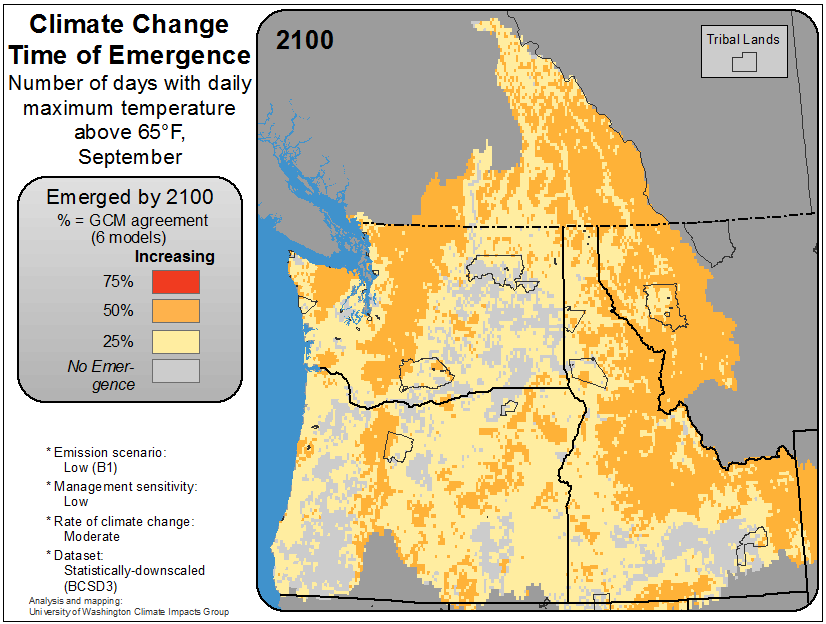 Climate Change
Time of Emergence
Number of days with daily
maximum temperature
above 65°F,
September
Emerged by 2100
% = GCM agreement
(6 models)
Increasing
75%
50%
25%
No Emer-
gence
* Emission scenario:
Low (B1)
* Management sensitivity:
Low
* Rate of climate change:
Moderate
* Dataset:
Statistically-downscaled
(BCSD3)
Analysis and mapping:
University of Washington Climate Impacts Group
2100
Tribal Lands